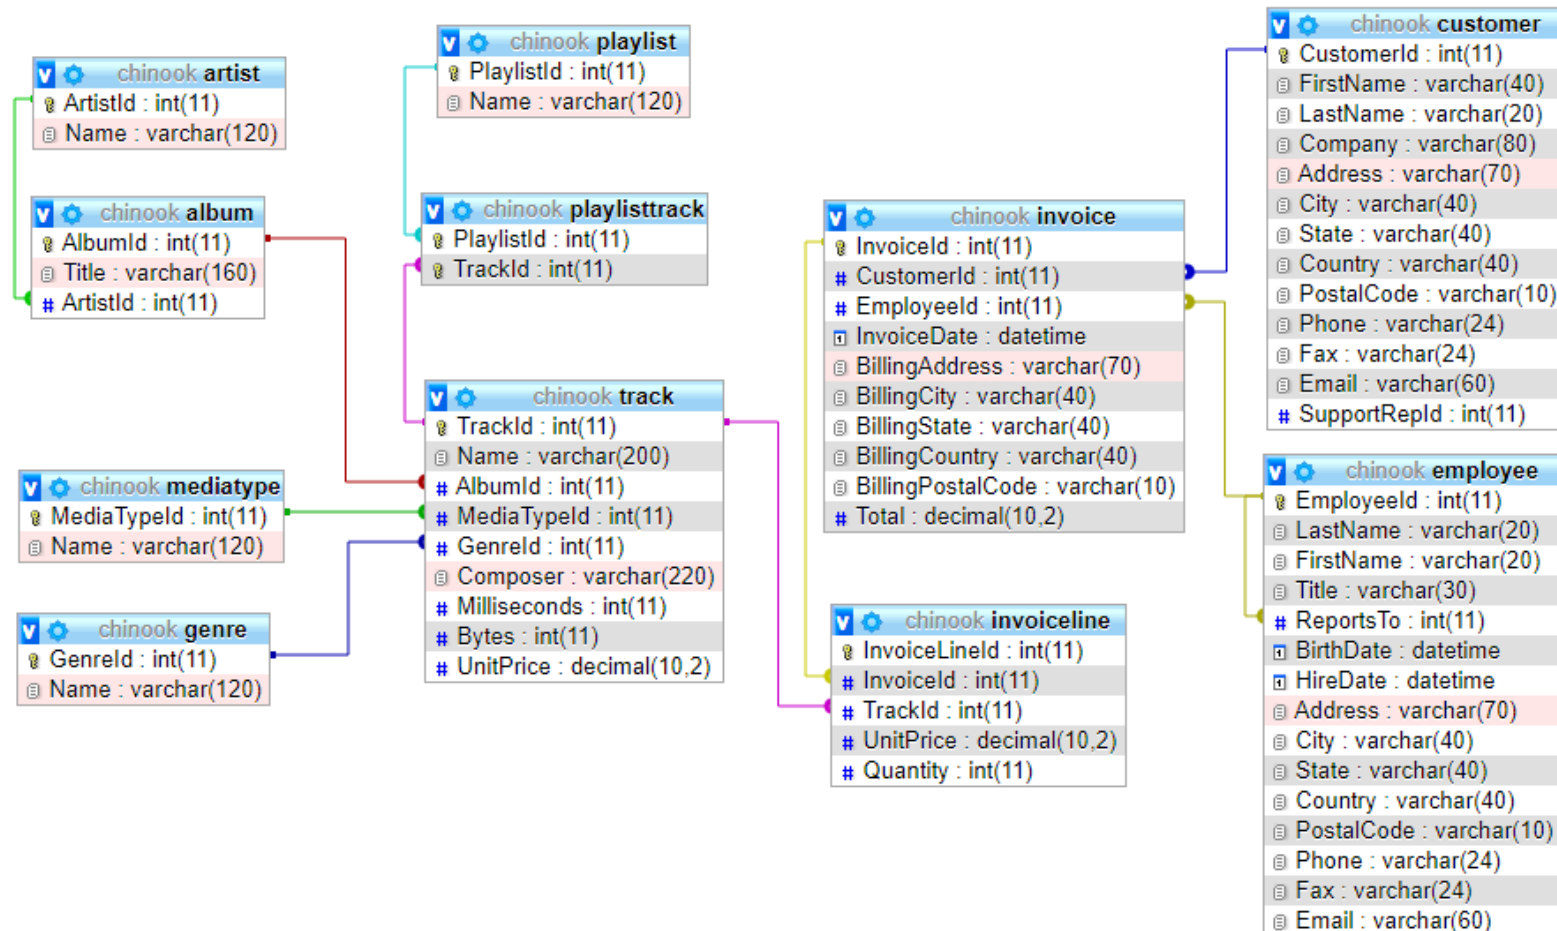 chinook artist
ArtistId : int(11)
Name : varchar(120)
chinook album
AlbumId : int(11)
Title : varchar(160)
ArtistId : int(11)
chinook mediatype
MediaTypeId : int(11)
Name : varchar(120)
chinook genre
GenreId : int(11)
Name : varchar(120)
chinook playlist
PlaylistId : int(11)
Name : varchar(120)
chinook playlisttrack
PlaylistId : int(11)
TrackId : int(11)
chinook track
TrackId : int(11)
Name : varchar(200)
AlbumId : int(11)
MediaTypeId : int(11)
GenreId : int(11)
Composer : varchar(220)
Milliseconds : int(11)
Bytes : int(11)
UnitPrice : decimal(10,2)
chinook invoice
InvoiceId : int(11)
CustomerId : int(11)
EmployeeId : int(11)
InvoiceDate : datetime
BillingAddress : varchar(70)
BillingCity : varchar(40)
BillingState : varchar(40)
BillingCountry : varchar(40)
BillingPostalCode : varchar(10)
Total : decimal(10,2)
chinook invoiceline
InvoiceLineId : int(11)
InvoiceId : int(11)
TrackId : int(11)
UnitPrice : decimal(10,2)
Quantity : int(11)
chinook customer
CustomerId : int(11)
FirstName : varchar(40)
LastName : varchar(20)
Company : varchar(80)
Address : varchar(70)
City : varchar(40)
State : varchar(40)
Country : varchar(40)
PostalCode : varchar(10)
Phone : varchar(24)
Fax : varchar(24)
Email : varchar(60)
SupportRepId : int(11)
chinook employee
EmployeeId : int(11)
LastName : varchar(20)
FirstName : varchar(20)
Title : varchar(30)
ReportsTo : int(11)
BirthDate : datetime
HireDate : datetime
Address : varchar(70)
City : varchar(40)
State : varchar(40)
Country : varchar(40)
PostalCode : varchar(10)
Phone : varchar(24)
Fax : varchar(24)
Email : varchar(60)